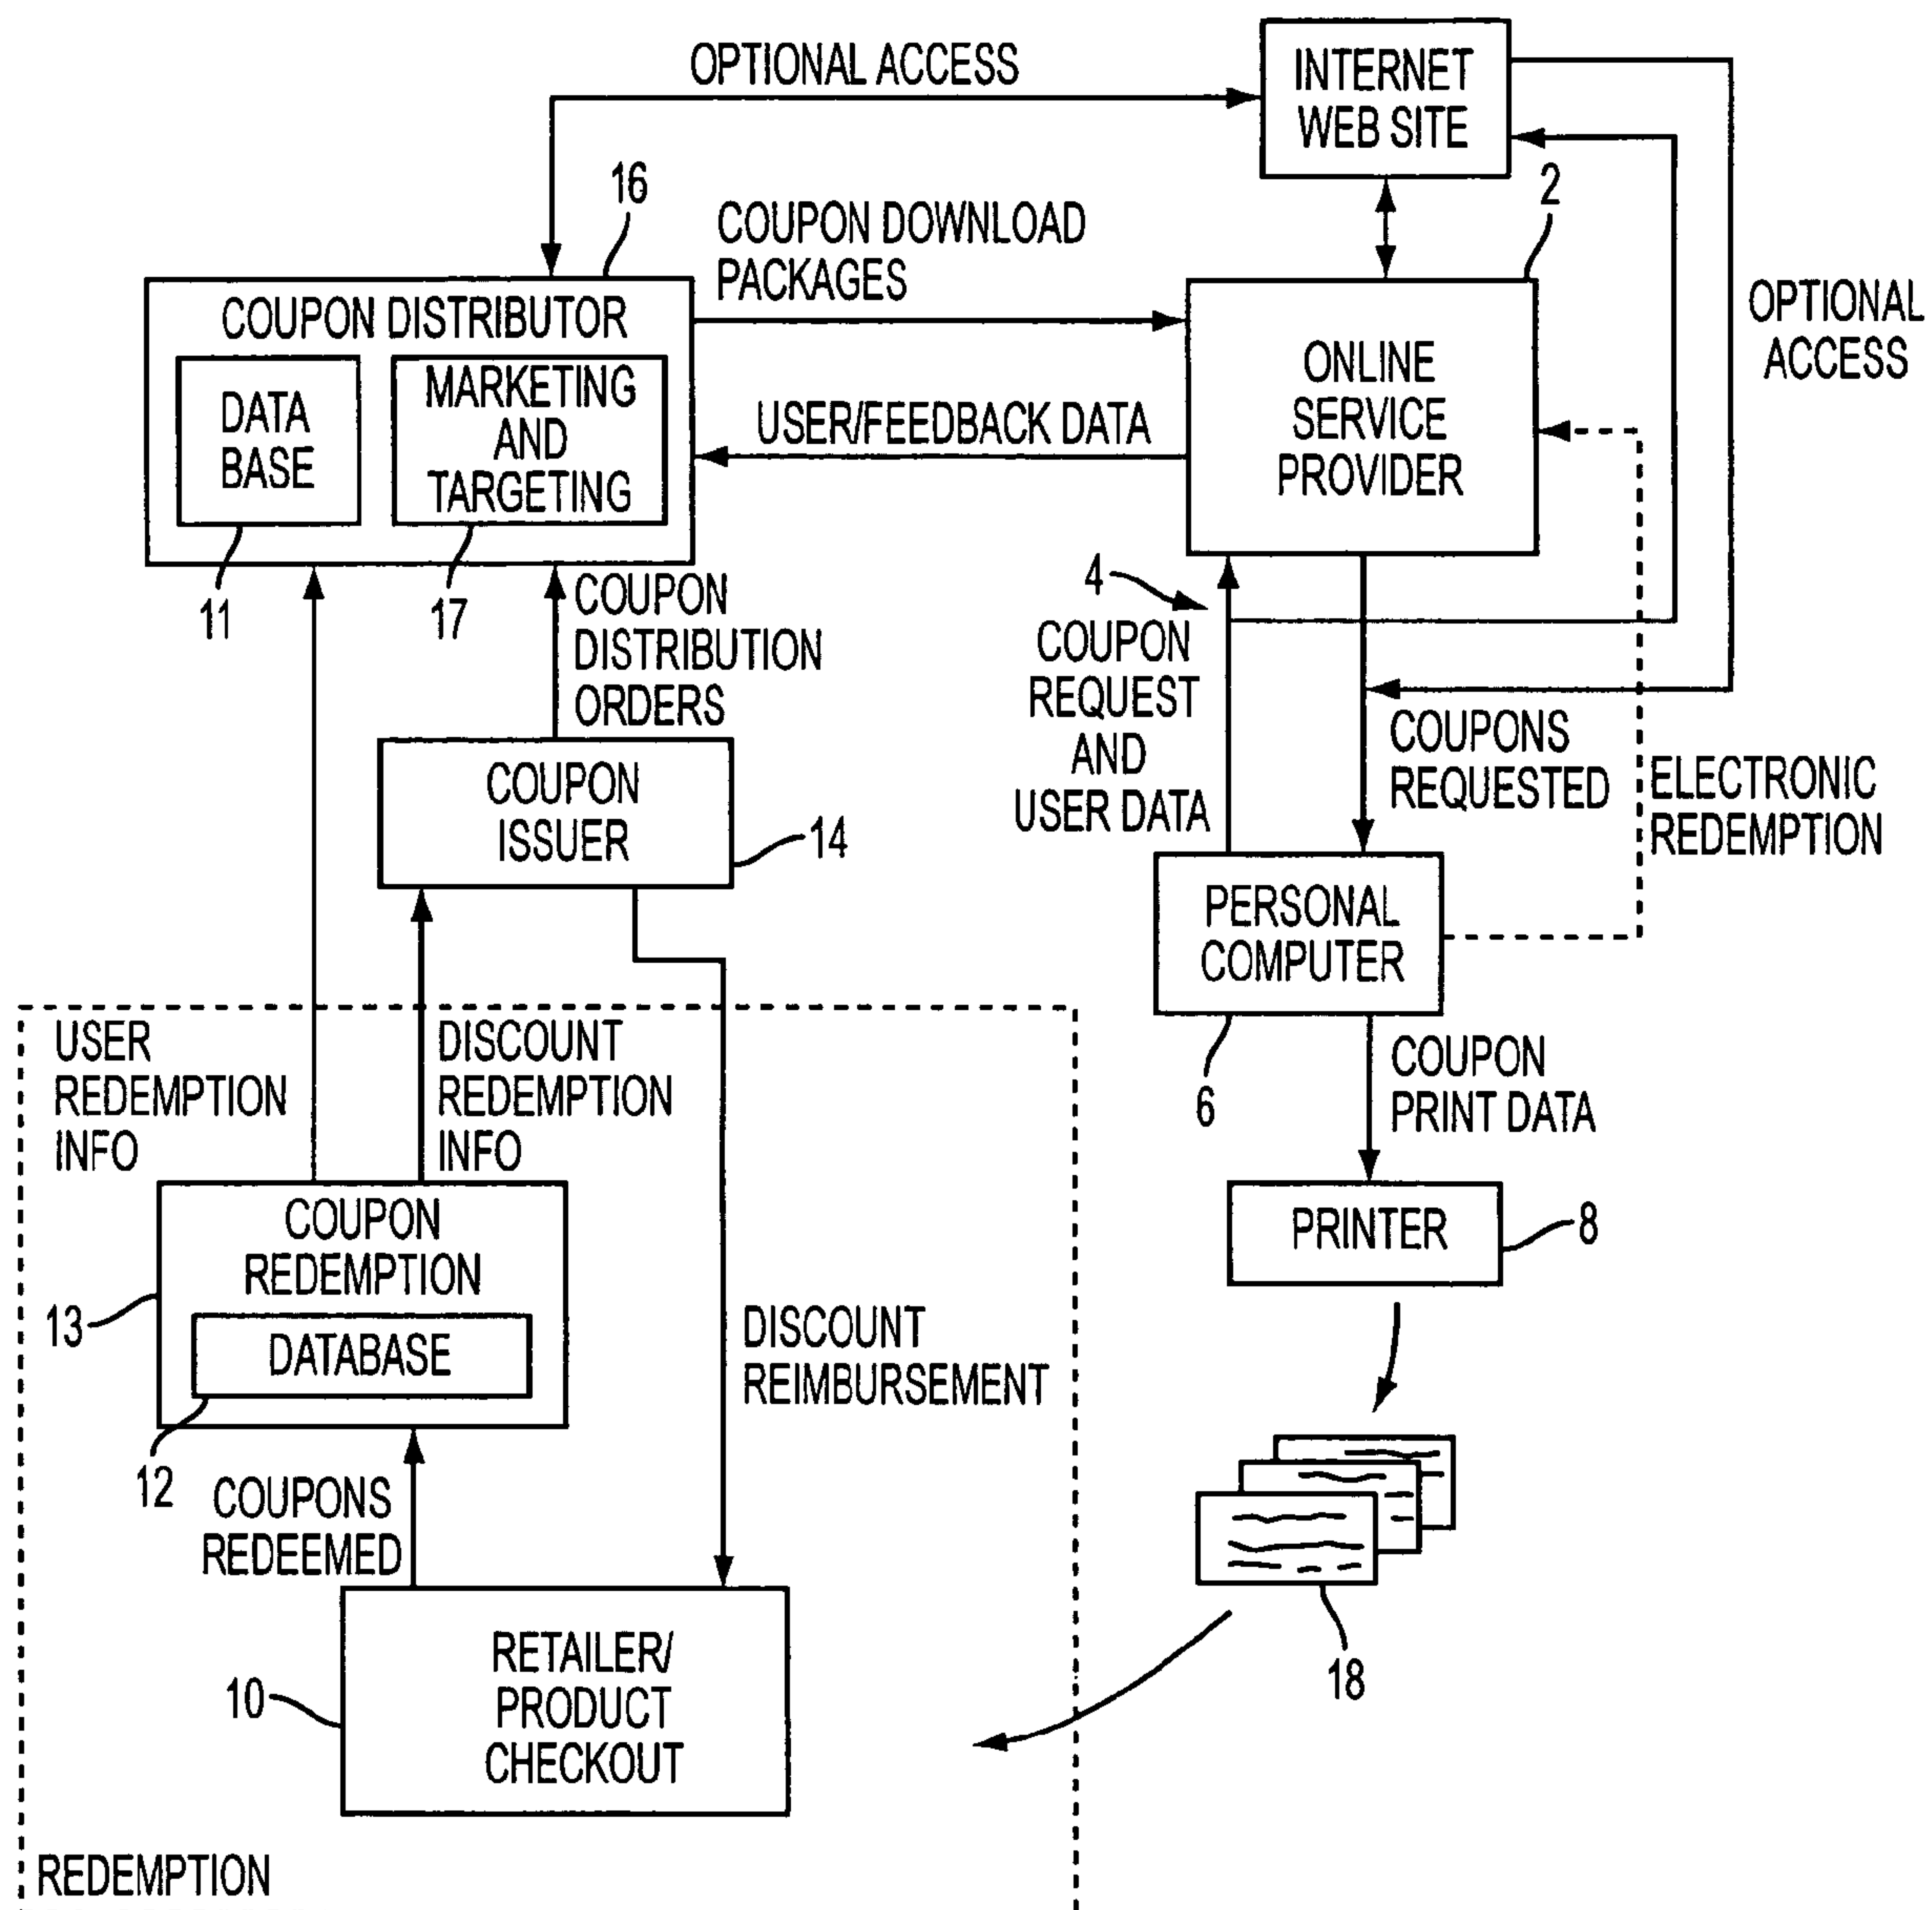 OPTIONAL ACCESS
INTERNET
WEB SITE
16
COUPON DOWNLOAD
PACKAGES
2
OPTIONAL
ACCESS
COUPON DISTRIBUTOR
DATA
BASE
MARKETING
AND
TARGETING
USER/FEEDBACK DATA
ONLINE
SERVICE
PROVIDER
11
17
COUPON
DISTRIBUTION
ORDERS
4
COUPON
REQUEST
AND
USER DATA
COUPONS
REQUESTED
ELECTRONIC
REDEMPTION
COUPON
ISSUER
14
PERSONAL
COMPUTER
6
USER
REDEMPTION
INFO
DISCOUNT
REDEMPTION
INFO
COUPON
PRINT DATA
COUPON
REDEMPTION
DATABASE
13
12
PRINTER
8
DISCOUNT
REIMBURSEMENT
COUPONS
REDEEMED
RETAILER/
PRODUCT
CHECKOUT
10
18
REDEMPTION